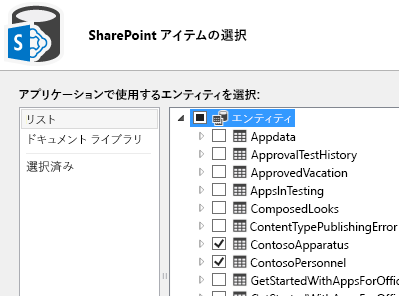 SharePoint アイテムの選択
アプリケーションで使用するエンティティを選択:
リスト
ドキュメント ライブラリ
選択済み
エンティティ
Appdata
ApprovalTestHistory
ApprovedVacation
AppsInTesting
ComposedLooks
ContentTypePublishingError
ContosoApparatus
ContosoPersonnel
GetStartedWithAppsForOffic